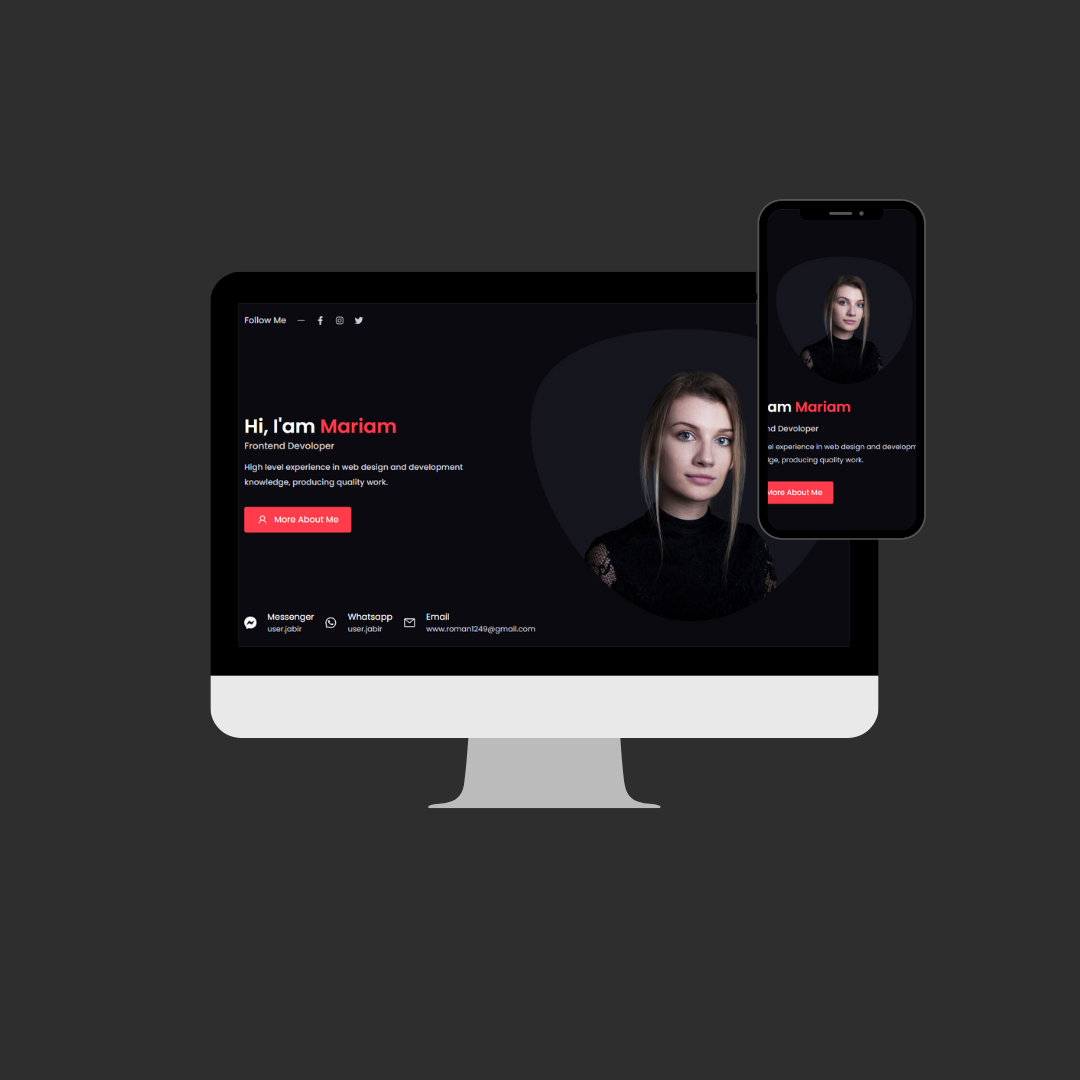 Follow Me
Hi, I'am Mariam
Frontend Devoloper
High level experience in web design and development
knowledge, producing quality work.
More About Me
Messenger
user.jabir
Whatsapp
user.jabir
Email
www.roman1249@gmail.com
am Mariam
nd Devoloper
el experience in web design and developm
dge, producing quality work.
More About Me